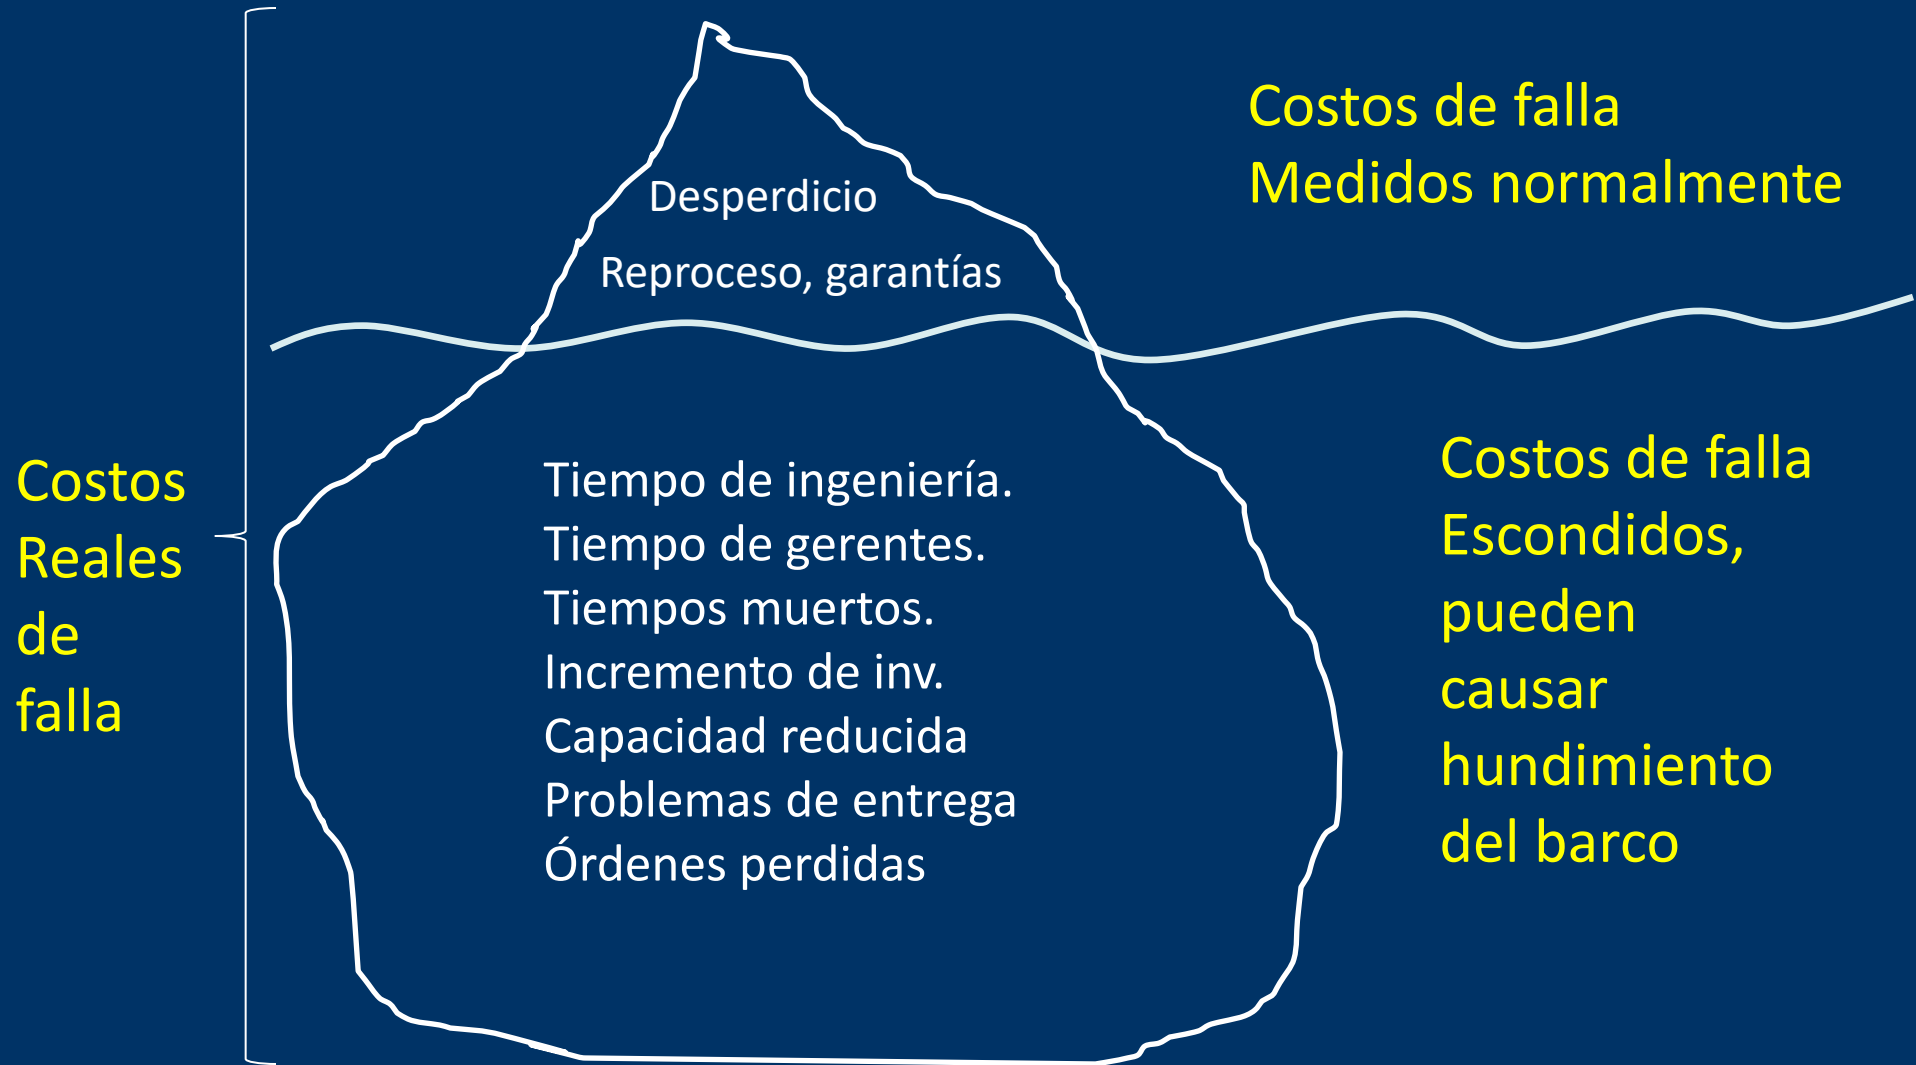 Costos de falla
Medidos normalmente
Desperdicio
Reproceso, garantías
Costos
Reales
de
falla
Tiempo de ingeniería.
Tiempo de gerentes.
Tiempos muertos.
Incremento de inv.
Capacidad reducida
Problemas de entrega
Órdenes perdidas
Costos de falla
Escondidos,
pueden
causar
hundimiento
del barco